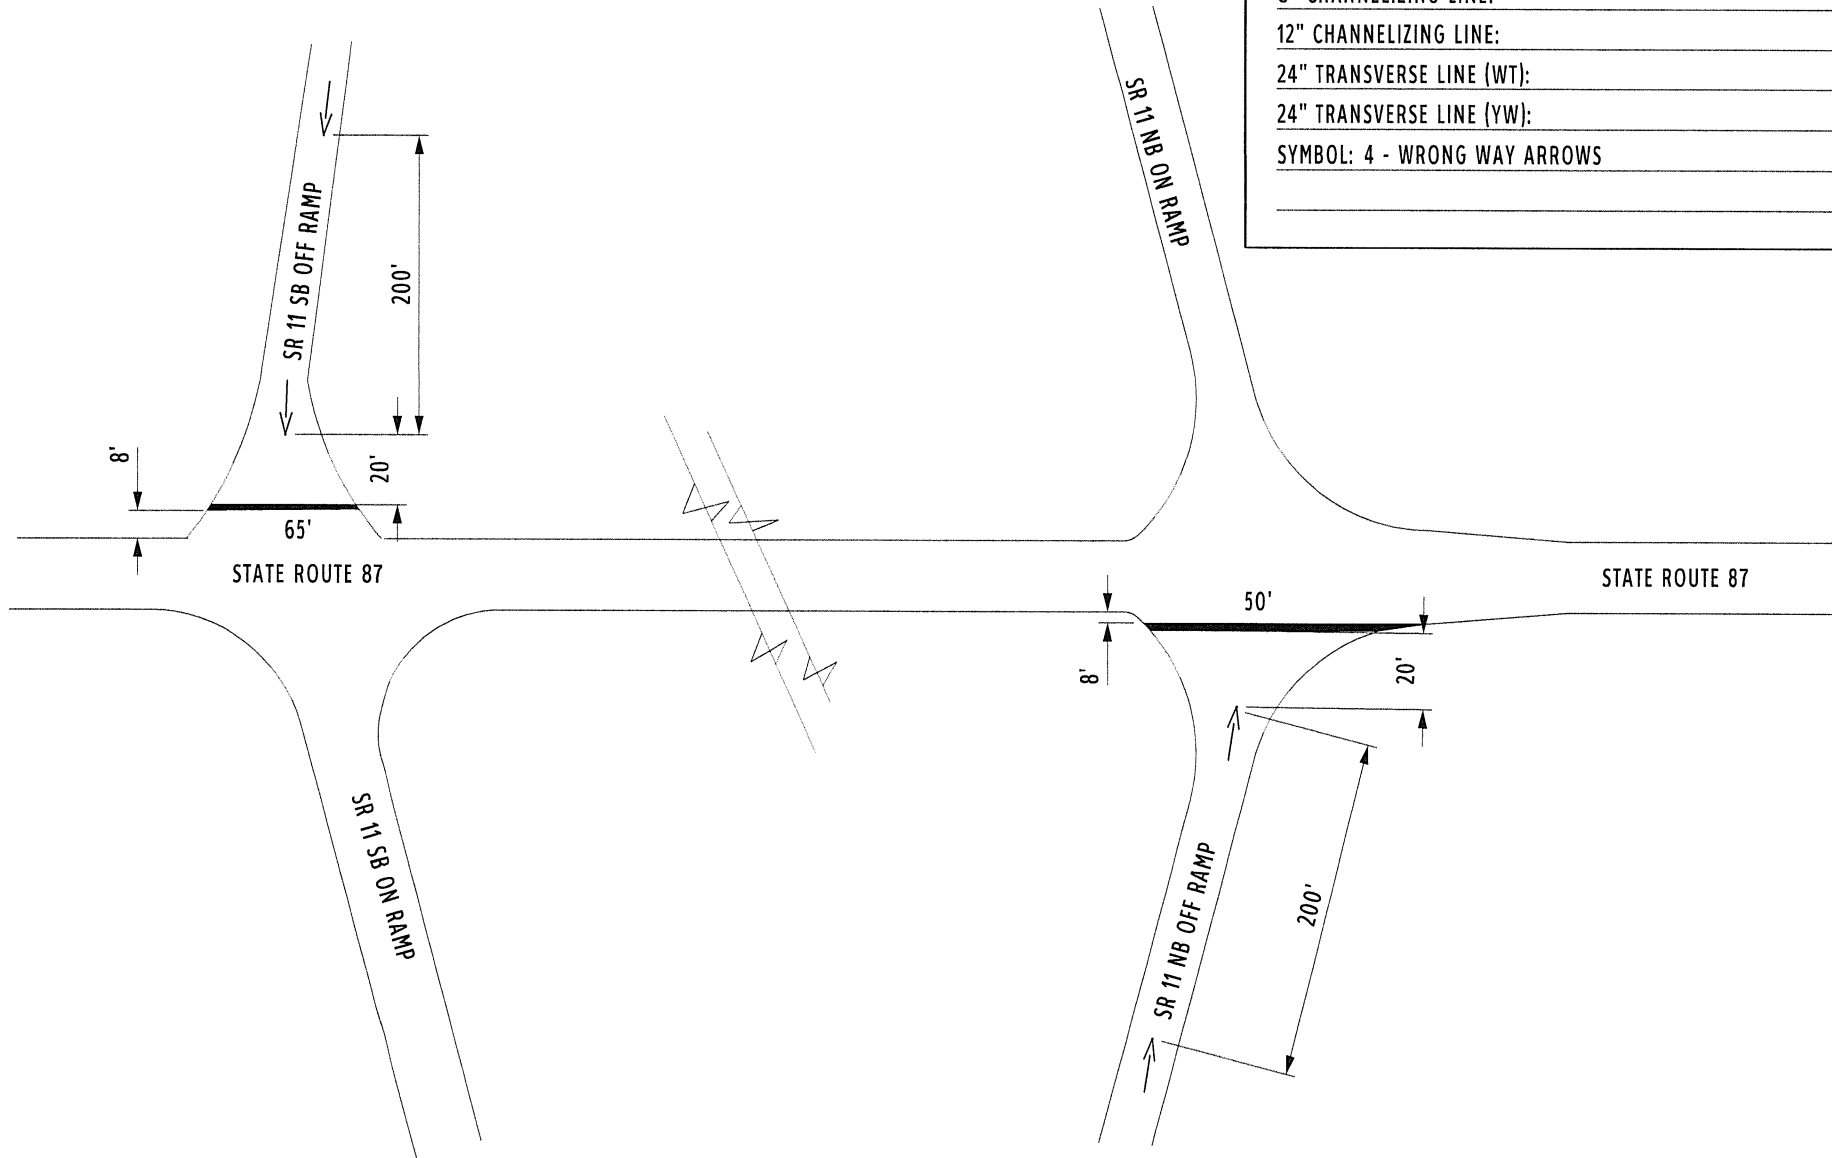 12" CHANNELIZING LINE:
24" TRANSVERSE LINE (WT):
24" TRANSVERSE LINE (YW):
SYMBOL: 4 - WRONG WAY ARROWS
SR 11 NB ON RAMP
SR 11 SB OFF RAMP
200'
8'
20'
65'
STATE ROUTE 87
STATE ROUTE 87
50'
8'
20'
SR 11 SB ON RAMP
SR 11 NB OFF RAMP
200'